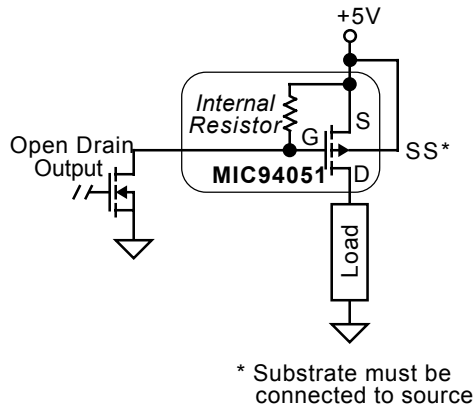 +5V
Internal
Resistor
G
S
Open Drain
Output
SS*
MIC94051
D
Load
* Substrate must be
connected to source